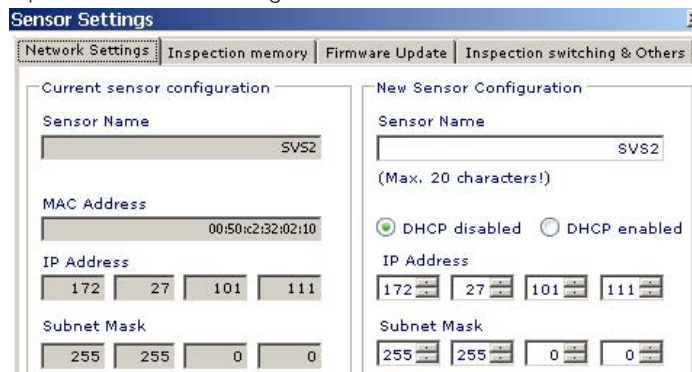 Sensor Settings
Network Settings Inspection memory Firmware Update Inspection switching & Others
Current sensor configuration
Sensor Name
SVS2
MAC Address
00:50:c2:32:02:10
IP Address
172 27 101 111
Subnet Mask
255 255 0 0
New Sensor Configuration
Sensor Name
SVS2
(Max. 20 characters!)
DHCP disabled DHCP enabled
IP Address
172 27 101 111
Subnet Mask
255 255 0 0